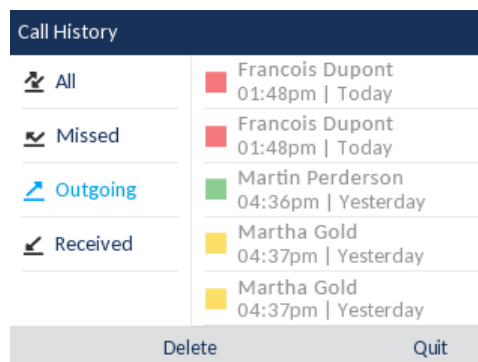 Call History
All
Missed
Outgoing
Received
Francois Dupont
01:48pm | Today
Francois Dupont
01:48pm | Today
Martin Perderson
04:36pm | Yesterday
Martha Gold
04:37pm | Yesterday
Martha Gold
04:37pm | Yesterday
Delete
Quit